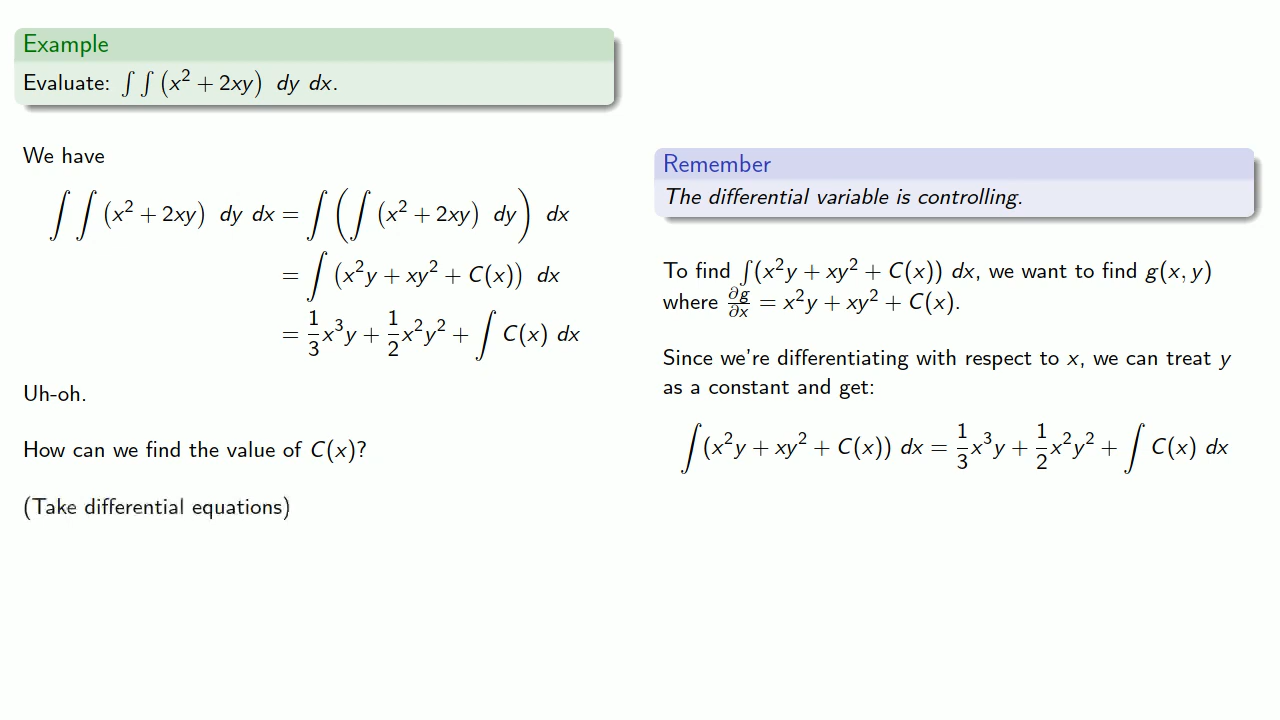 Example
Evaluate: ∫ ∫ (x² + 2xy) dy dx.
We have
∫ ∫ (x² + 2xy) dy dx = ∫ (∫ (x² + 2xy) dy) dx
= ∫ (x²y + xy² + C(x)) dx
= 1/3 x³y + 1/2 x²y² + ∫ C(x) dx
Uh-oh.
How can we find the value of C(x)?
(Take differential equations)
Remember
The differential variable is controlling.
To find ∫(x²y + xy² + C(x)) dx, we want to find g(x, y)
where ∂g/∂x = x²y + xy² + C(x).
Since we're differentiating with respect to x, we can treat y
as a constant and get:
∫(x²y + xy² + C(x)) dx = 1/3 x³y + 1/2 x²y² + ∫ C(x) dx